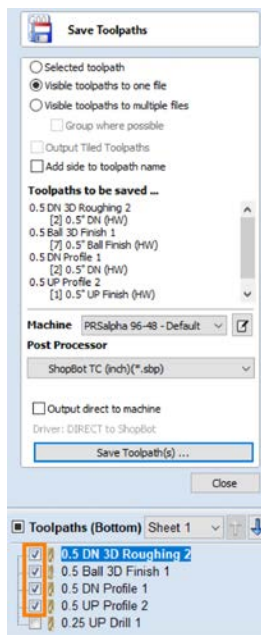 Save Toolpaths
Selected toolpath
Visible toolpaths to one file
Visible toolpaths to multiple files
Group where possible
Output Tiled Toolpaths
Add side to toolpath name
Toolpaths to be saved ...
0.5 DN 3D Roughing 2
[2] 0.5" DN (HW)
0.5 Ball 3D Finish 1
[7] 0.5" Ball Finish (HW)
0.5 DN Profile 1
[2] 0.5" DN (HW)
0.5 UP Profile 2
[1] 0.5" UP Finish (HW)
Machine PRSalpha 96-48 - Default
Post Processor
ShopBot TC (inch)(*.sbp)
Output direct to machine
Driver: DIRECT to ShopBot
Save Toolpath(s) ...
Close
Toolpaths (Bottom) Sheet 1
0.5 DN 3D Roughing 2
0.5 Ball 3D Finish 1
0.5 DN Profile 1
0.5 UP Profile 2
0.25 UP Drill 1